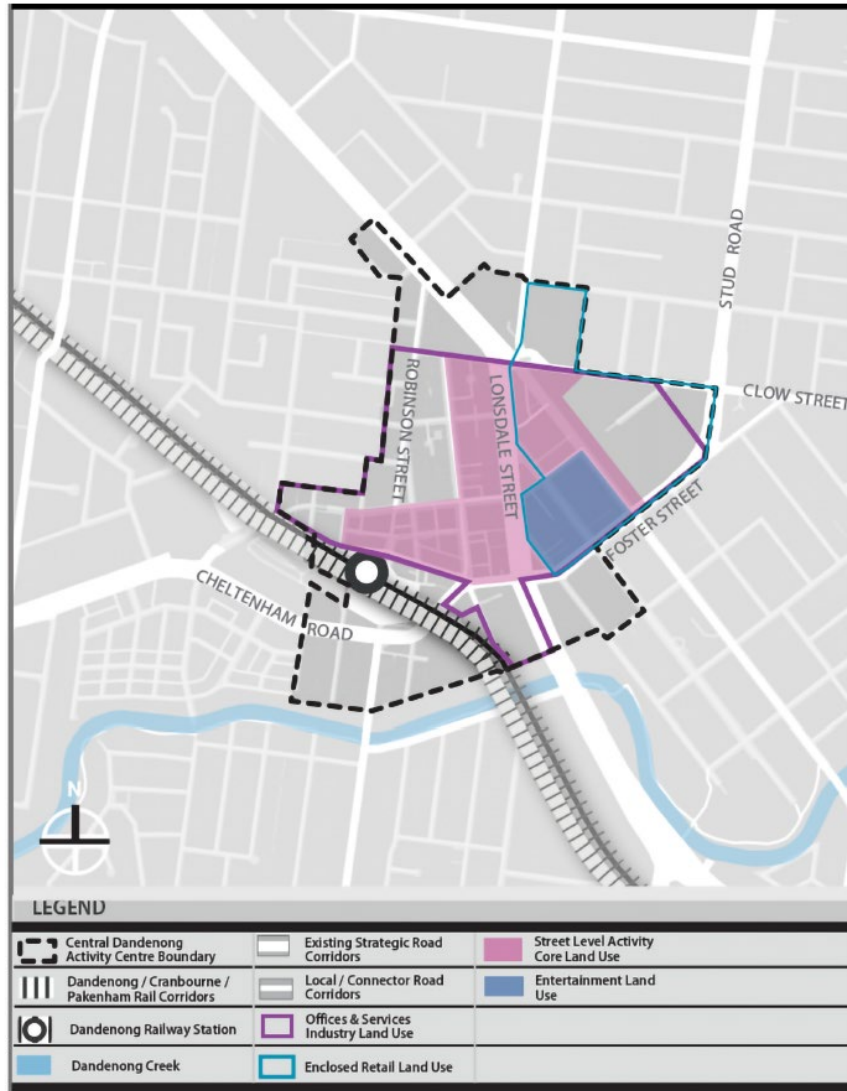 STUD ROAD
CLOW STREET
ROBINSON STREET
LONSDALE STREET
FOSTER STREET
CHELTENHAM ROAD
N
LEGEND
Central Dandenong
Activity Centre Boundary
Dandenong / Cranbourne /
Pakenham Rail Corridors
Dandenong Railway Station
Dandenong Creek
Existing Strategic Road
Corridors
Local / Connector Road
Corridors
Offices & Services
Industry Land Use
Enclosed Retail Land Use
Street Level Activity
Core Land Use
Entertainment Land
Use